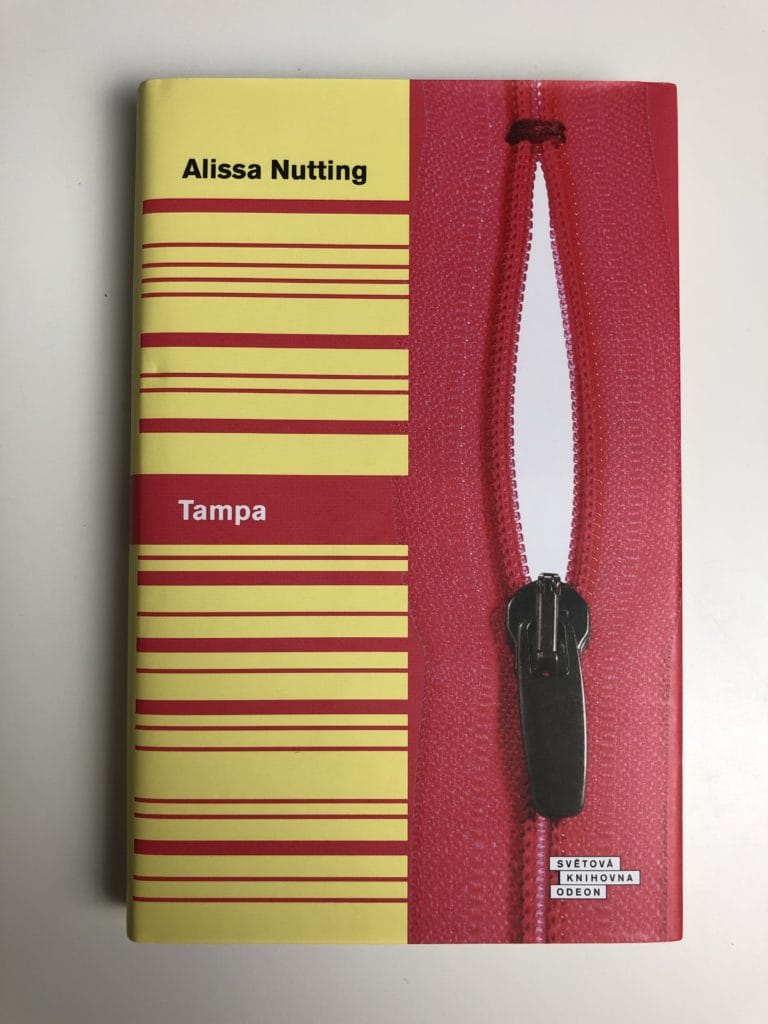 Alissa Nutting
Tampa
SVĚTOVÁ
KNIHOVNA
ODEON